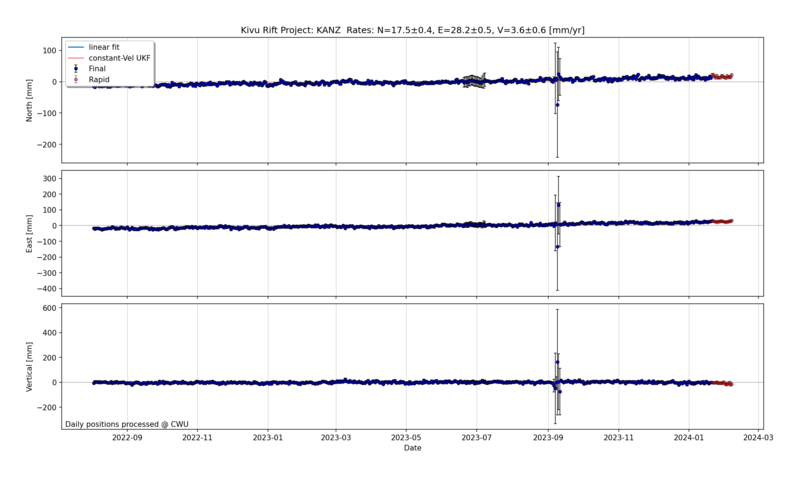 Kivu Rift Project: KANZ Rates: N=17.5±0.4, E=28.2±0.5, V=3.6±0.6 [mm/yr]
linear fit
constant-Vel UKF
Final
Rapid
North [mm]
100
0
−100
−200
East [mm]
300
200
100
0
−100
−200
−300
−400
Vertical [mm]
600
400
200
0
−200
Daily positions processed @ CWU
2022-09 2022-11 2023-01 2023-03 2023-05 2023-07 2023-09 2023-11 2024-01 2024-03
Date